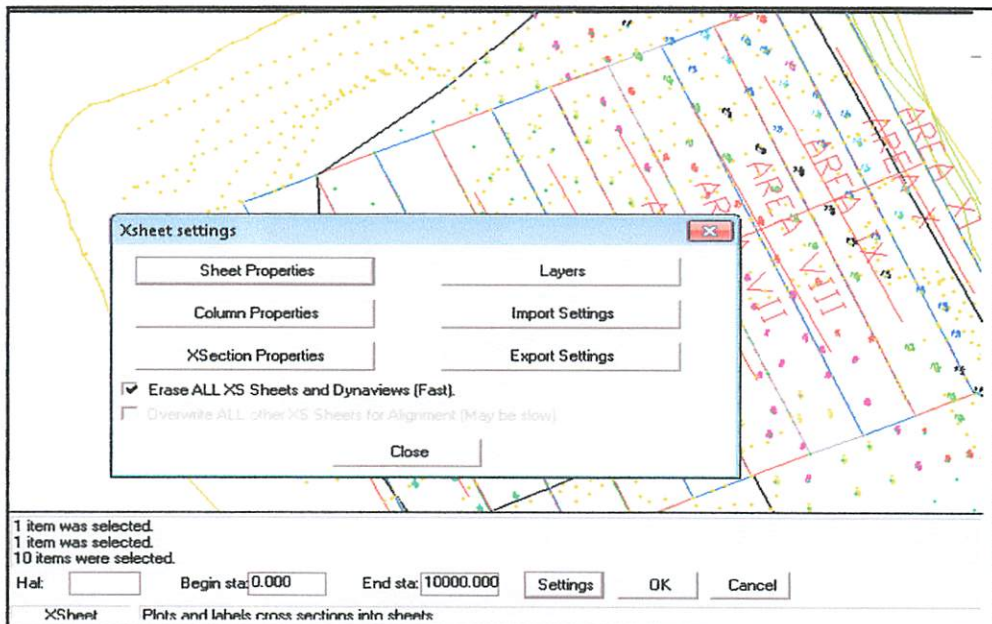 AREA XI
AREA X
AREA IX
AREA VIII
VII
Xsheet settings
Sheet Properties
Layers
Column Properties
Import Settings
XSection Properties
Export Settings
Erase ALL XS Sheets and Dynaviews (Fast).
Overwrite ALL other XS Sheets for Alignment (May be slow)
Close
1 item was selected.
1 item was selected.
10 items were selected.
Hal: Begin sta: 0.000 End sta: 10000.000 Settings OK Cancel
XSheet Plots and labels cross sections into sheets